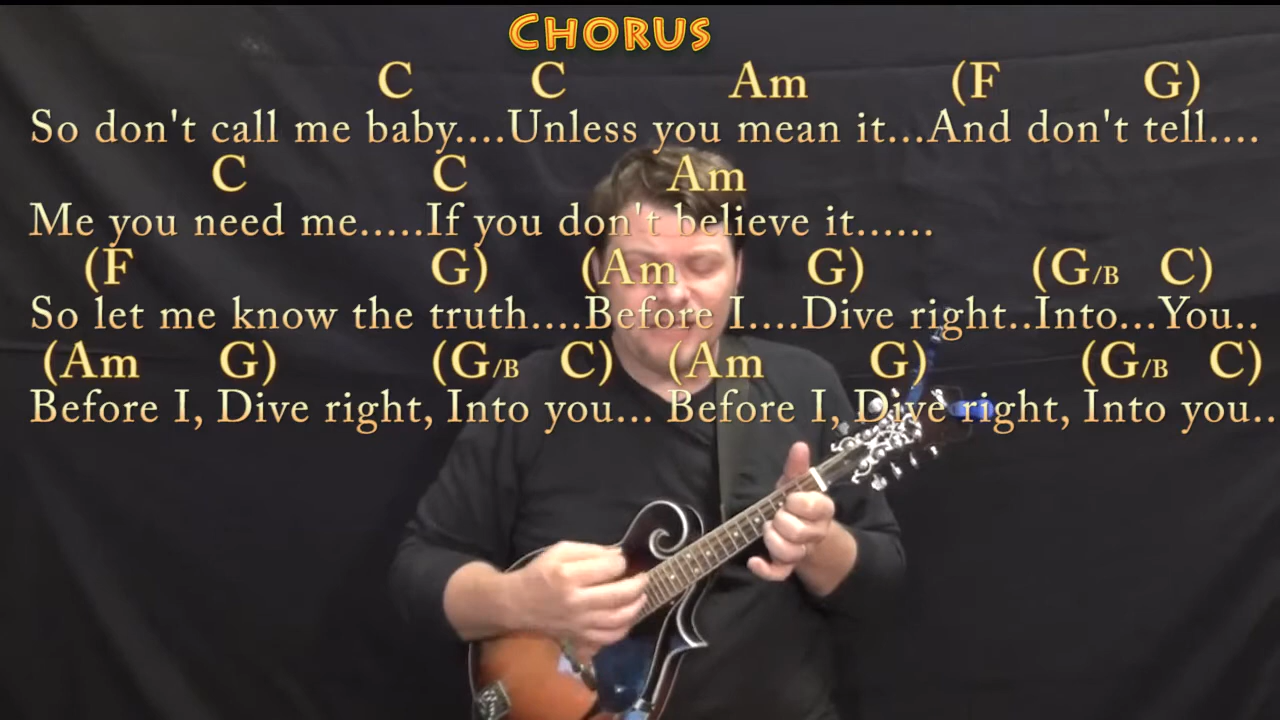 CHORUS
C C Am (F G)
So don't call me baby....Unless you mean it...And don't tell....
C C Am
Me you need me.....If you don't believe it......
(F G) (Am G) (G/B C)
So let me know the truth....Before I....Dive right..Into...You..
(Am G) (G/B C) (Am G) (G/B C)
Before I, Dive right, Into you... Before I, Dive right, Into you..